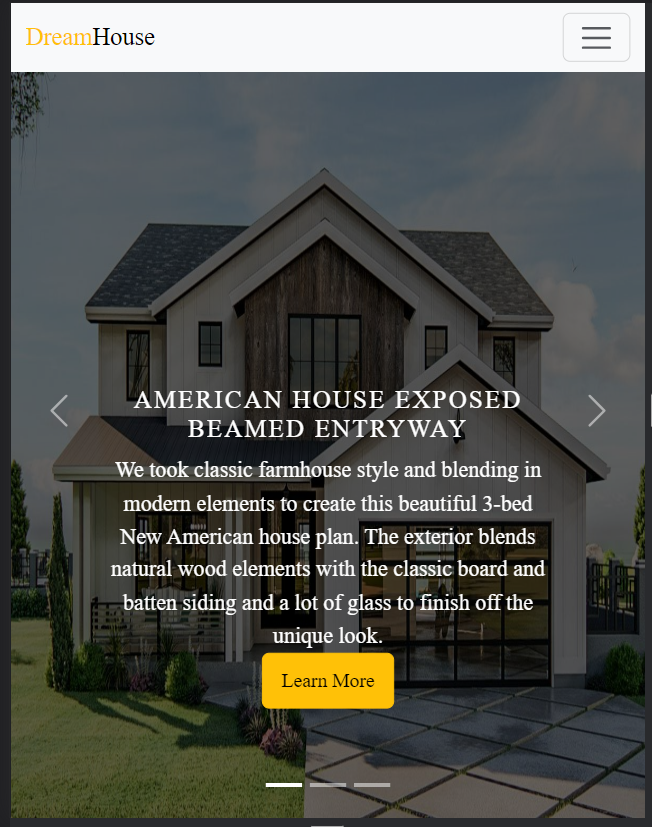 DreamHouse
AMERICAN HOUSE EXPOSED
BEAMED ENTRYWAY
We took classic farmhouse style and blending in
modern elements to create this beautiful 3-bed
New American house plan. The exterior blends
natural wood elements with the classic board and
batten siding and a lot of glass to finish off the
unique look.
Learn More